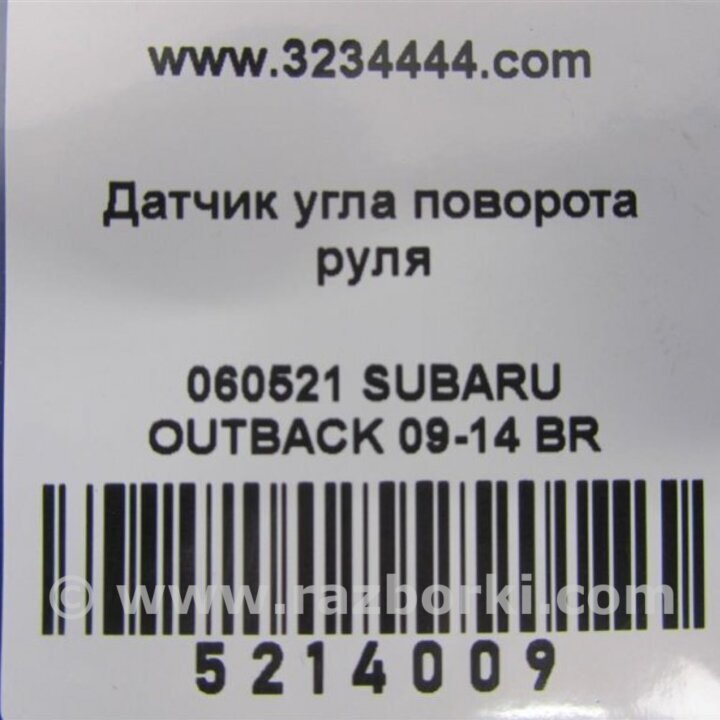 www.3234444.com
Датчик угла поворота
руля
060521 SUBARU
OUTBACK 09-14 BR
© www.razborki.com
5214009